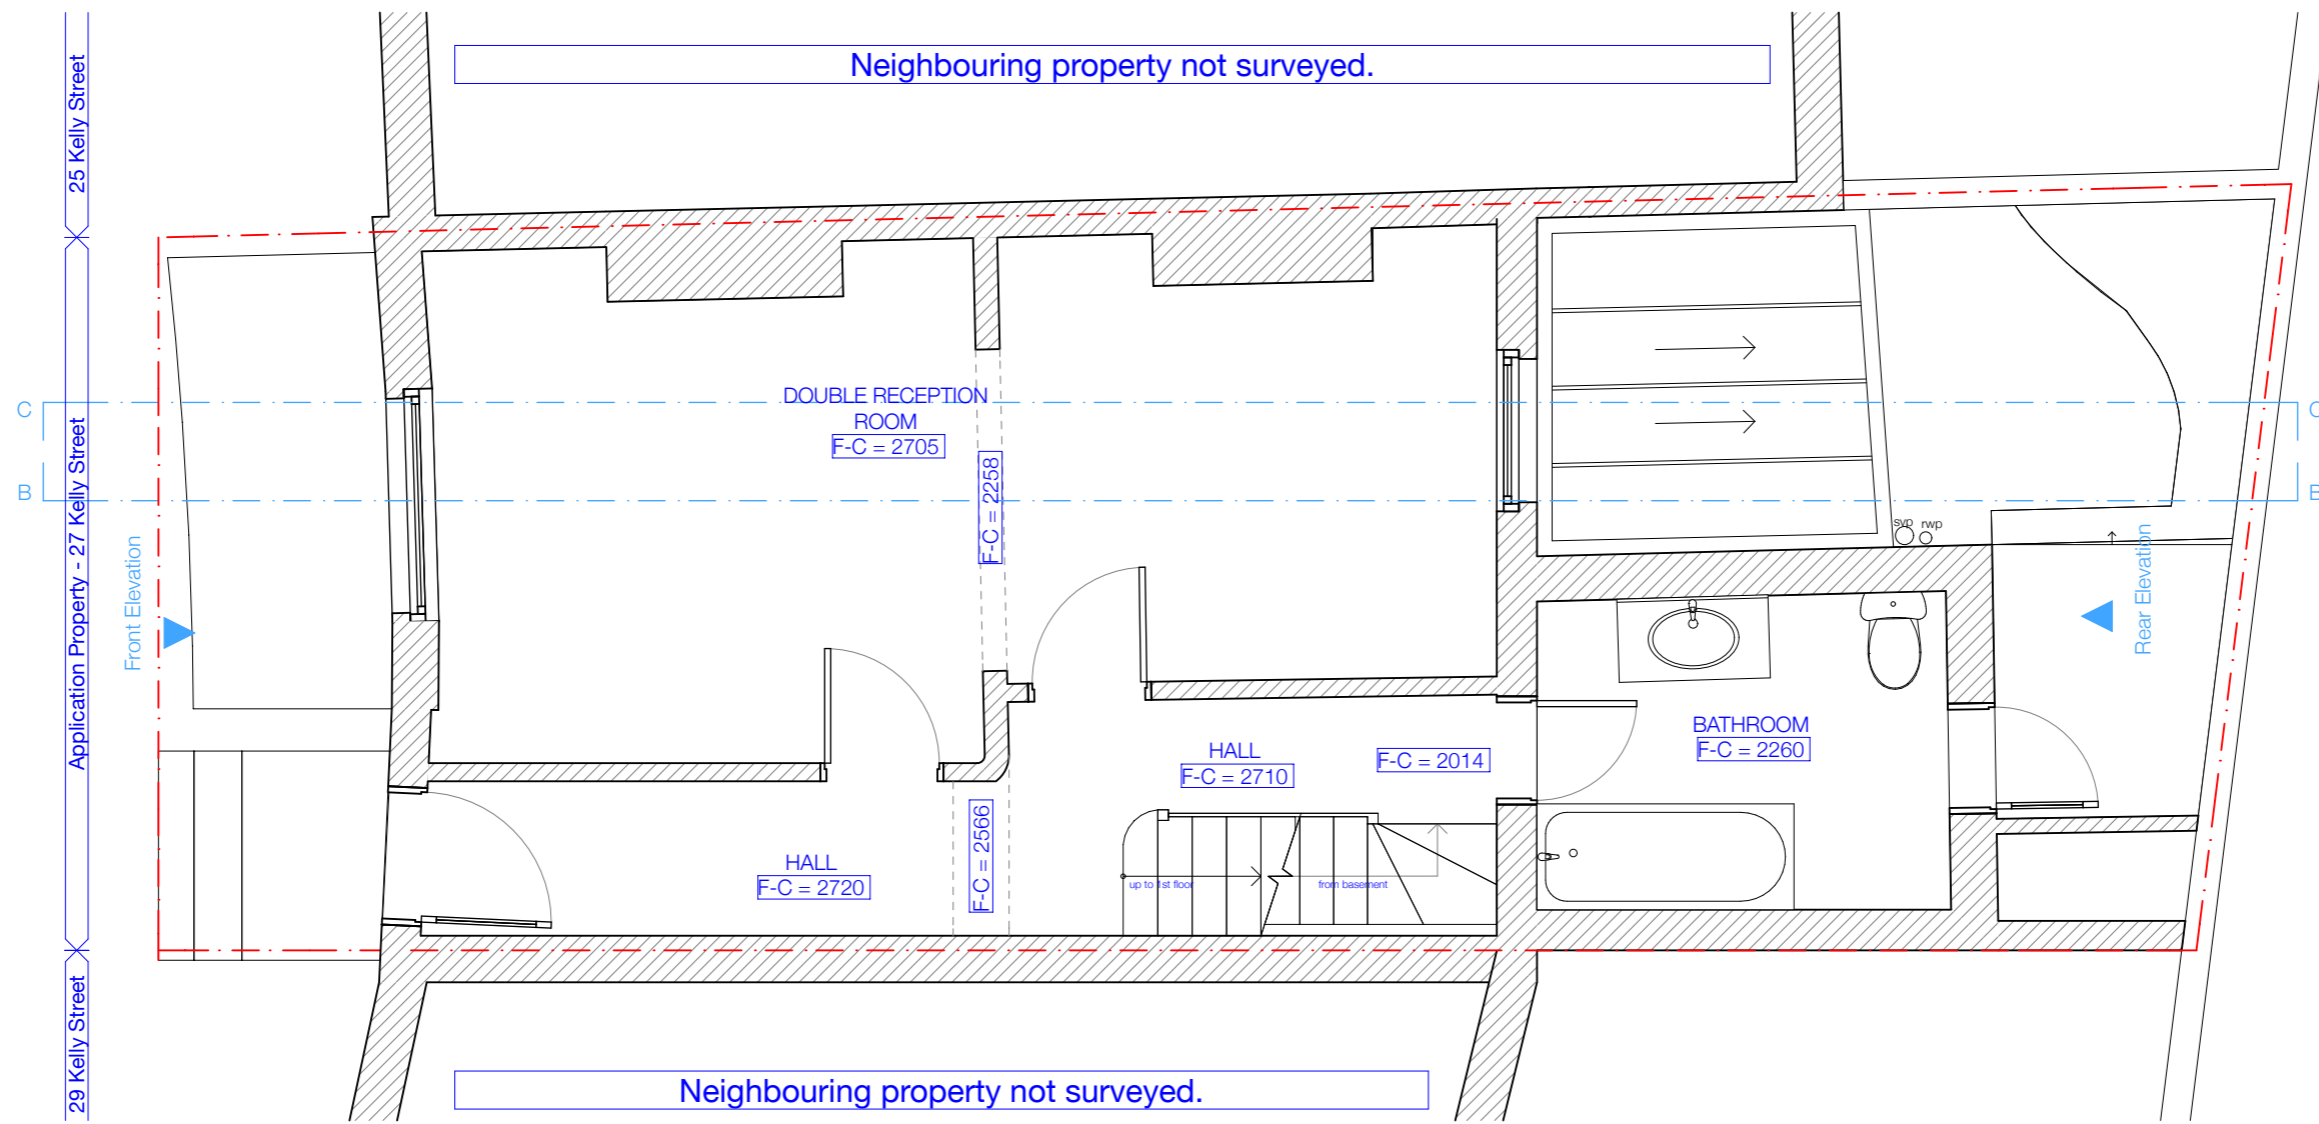 Neighbouring property not surveyed.
25 Kelly Street
Application Property - 27 Kelly Street
29 Kelly Street
C
B
C
B
Front Elevation
Rear Elevation
DOUBLE RECEPTION
ROOM
F-C = 2705
F-C = 2258
svp
rwp
HALL
F-C = 2710
F-C = 2014
BATHROOM
F-C = 2260
HALL
F-C = 2720
F-C = 2566
up to 1st floor
from basement
Neighbouring property not surveyed.